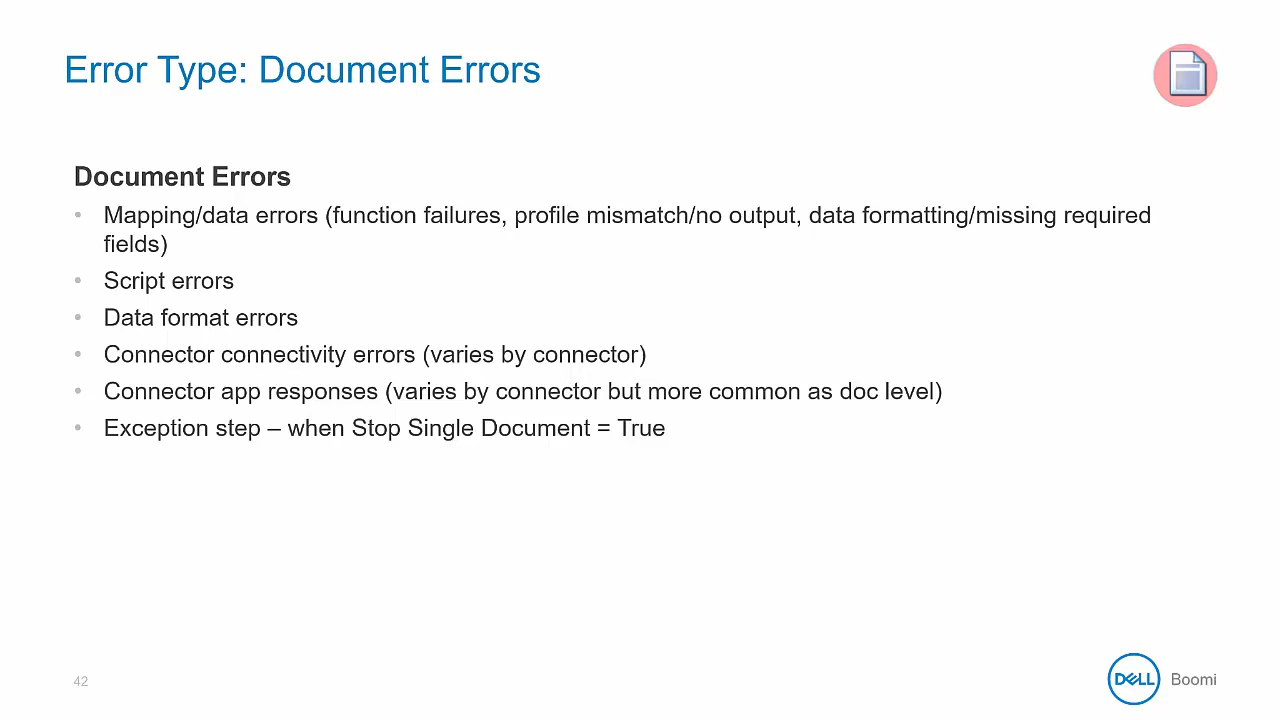 Error Type: Document Errors
Document Errors
• Mapping/data errors (function failures, profile mismatch/no output, data formatting/missing required
fields)
• Script errors
• Data format errors
• Connector connectivity errors (varies by connector)
• Connector app responses (varies by connector but more common as doc level)
• Exception step – when Stop Single Document = True
42
DELL Boomi